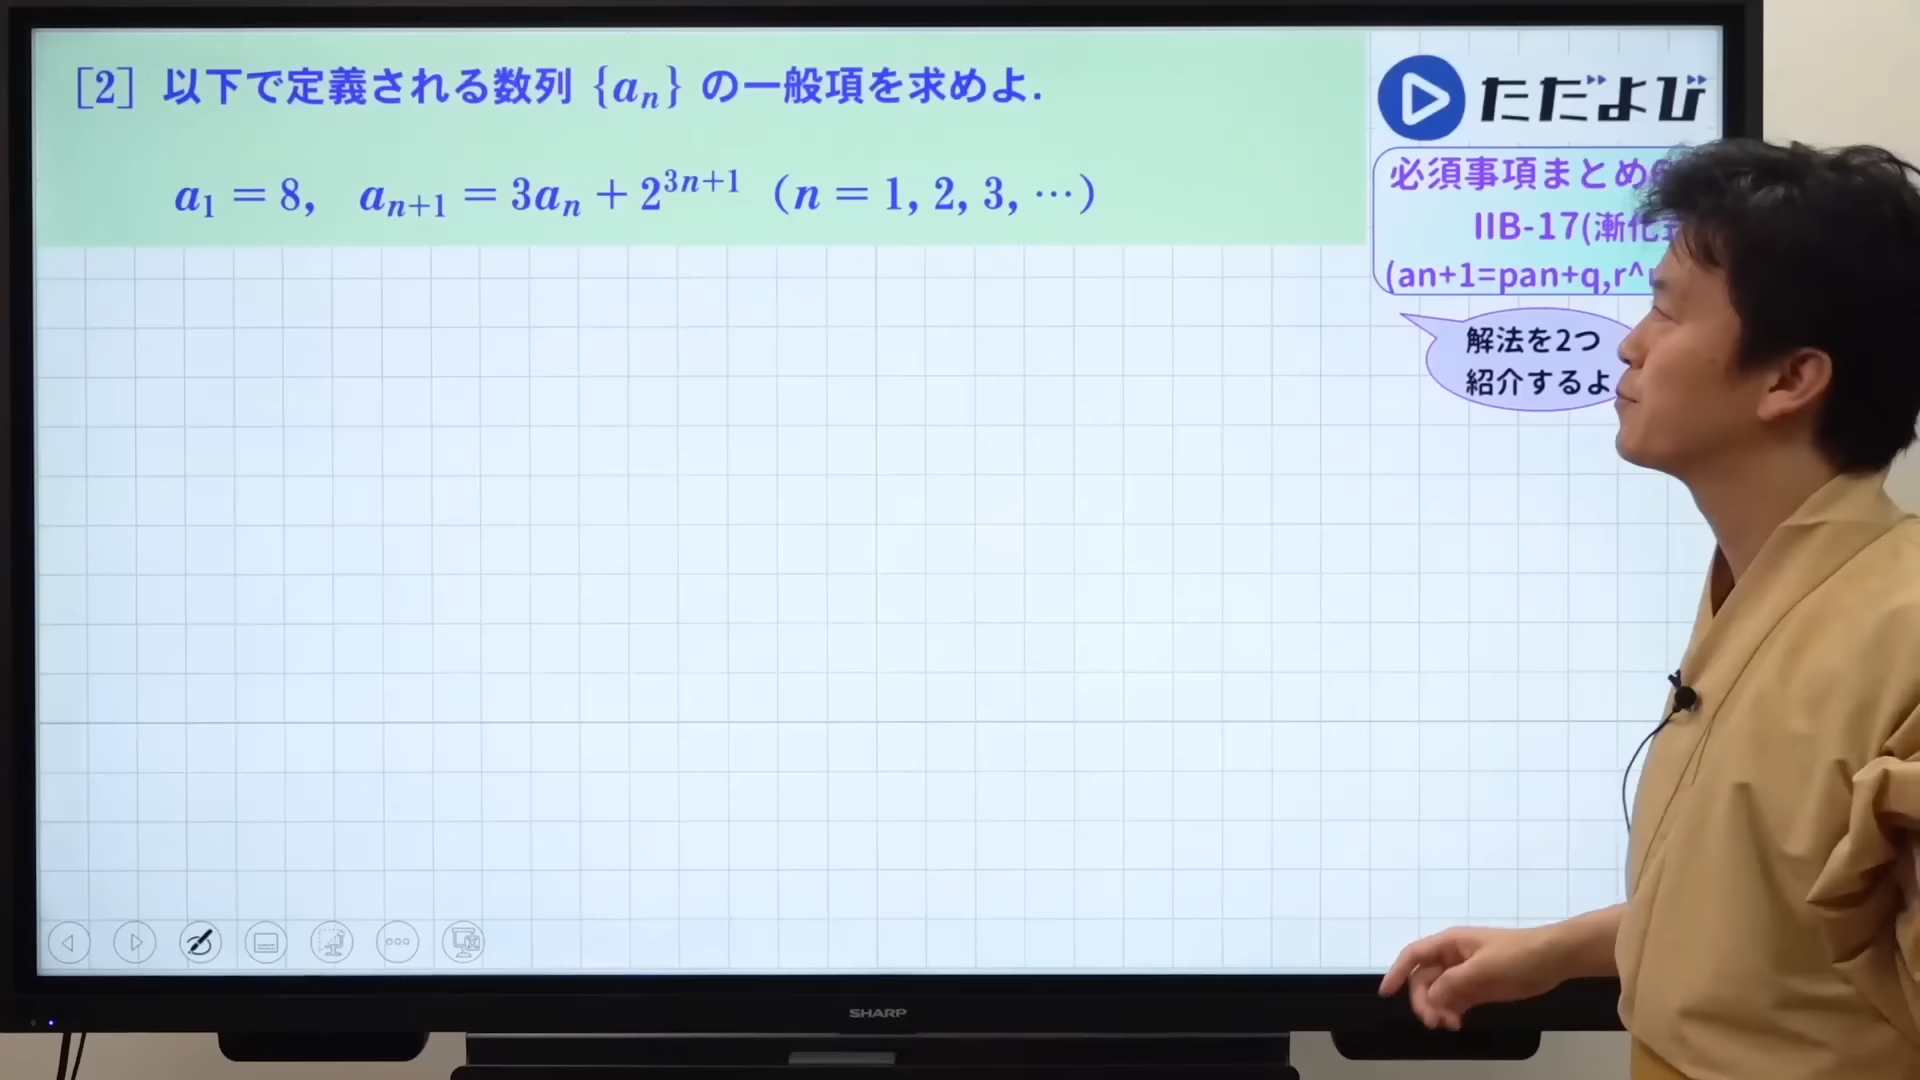 [2] 以下で定義される数列 {aₙ} の一般項を求めよ.
a₁ = 8, aₙ₊₁ = 3aₙ + 2³ⁿ⁺¹ (n = 1, 2, 3, ⋯)
ただよび
必須事項まとめ
IIB-17(漸化式
(an+1=pan+q,r^
解法を2つ
紹介するよ
SHARP